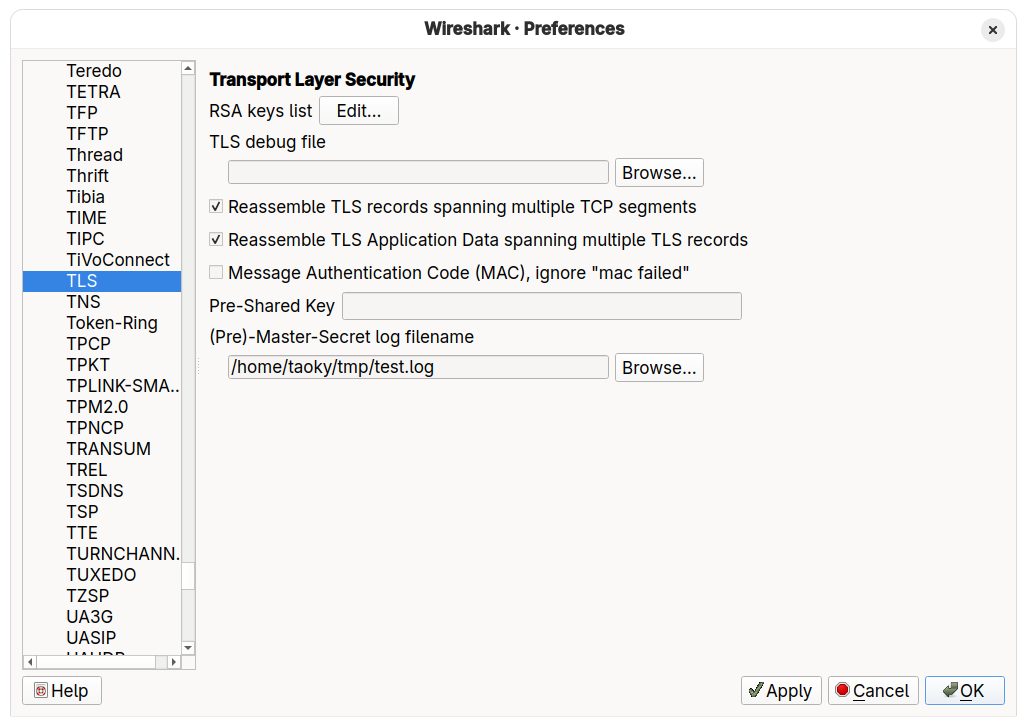 Wireshark · Preferences
Teredo
TETRA
TFP
TFTP
Thread
Thrift
Tibia
TIME
TIPC
TiVoConnect
TLS
TNS
Token-Ring
TPCP
TPKT
TPLINK-SMA..
TPM2.0
TPNCP
TRANSUM
TREL
TSDNS
TSP
TTE
TURNCHANN.
TUXEDO
TZSP
UA3G
UASIP
Transport Layer Security
RSA keys list Edit...
TLS debug file
Browse...
Reassemble TLS records spanning multiple TCP segments
Reassemble TLS Application Data spanning multiple TLS records
Message Authentication Code (MAC), ignore "mac failed"
Pre-Shared Key
(Pre)-Master-Secret log filename
/home/taoky/tmp/test.log Browse...
Help Apply Cancel OK